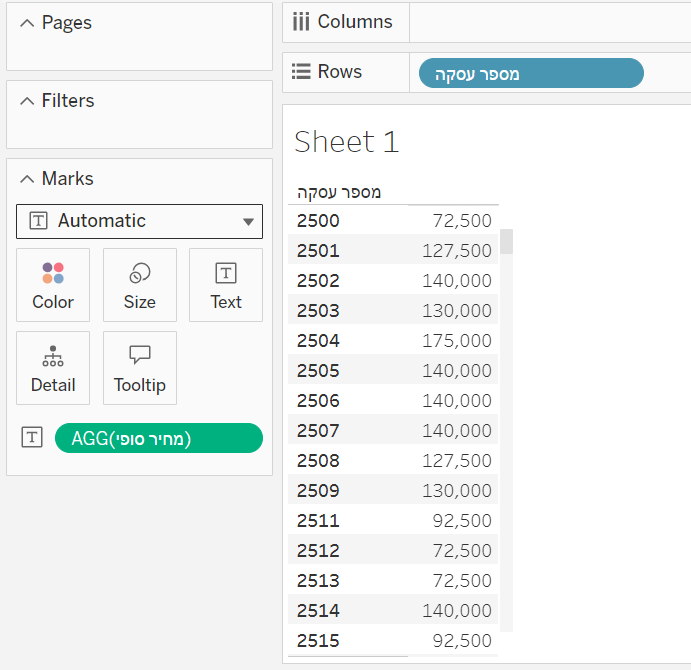 Pages
Filters
Marks
Automatic
Color Size Text
Detail Tooltip
AGG(מחיר סופי)
Columns
Rows מספר עסקה
Sheet 1
מספר עסקה
2500 72,500
2501 127,500
2502 140,000
2503 130,000
2504 175,000
2505 140,000
2506 140,000
2507 140,000
2508 127,500
2509 130,000
2511 92,500
2512 72,500
2513 72,500
2514 140,000
2515 92,500